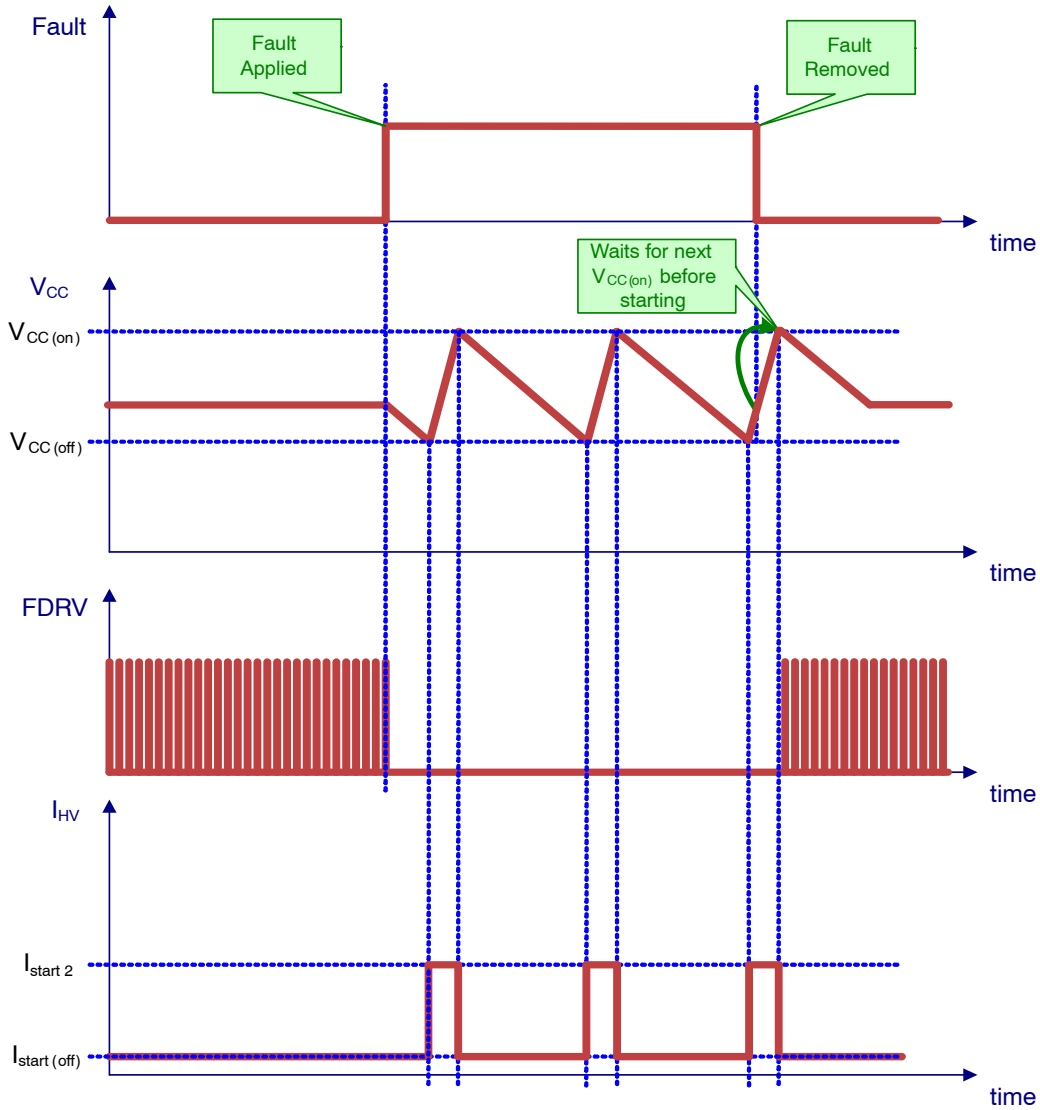 Fault
Fault
Applied
Fault
Removed
time
Waits for next
VCC(on) before
starting
VCC
VCC (on)
VCC (off)
time
FDRV
time
IHV
Istart 2
Istart (off)
time